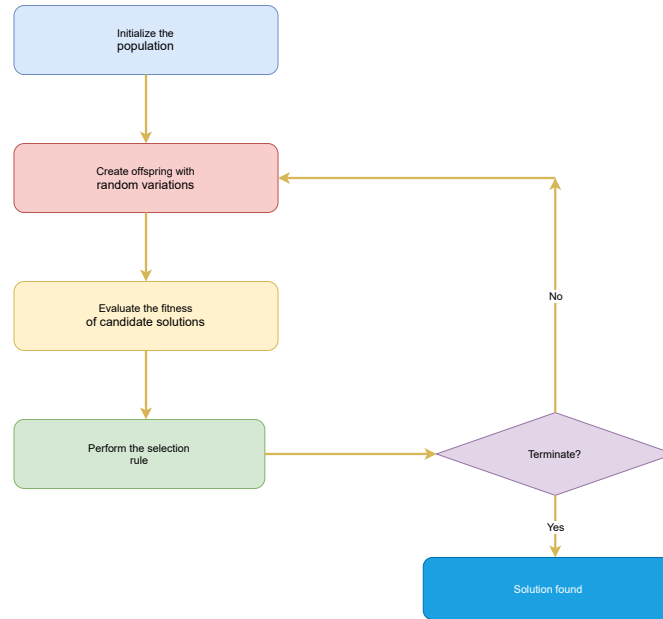 Initialize the
population
Create offspring with
random variations
Evaluate the fitness
of candidate solutions
Perform the selection
rule
Terminate?
No
Yes
Solution found